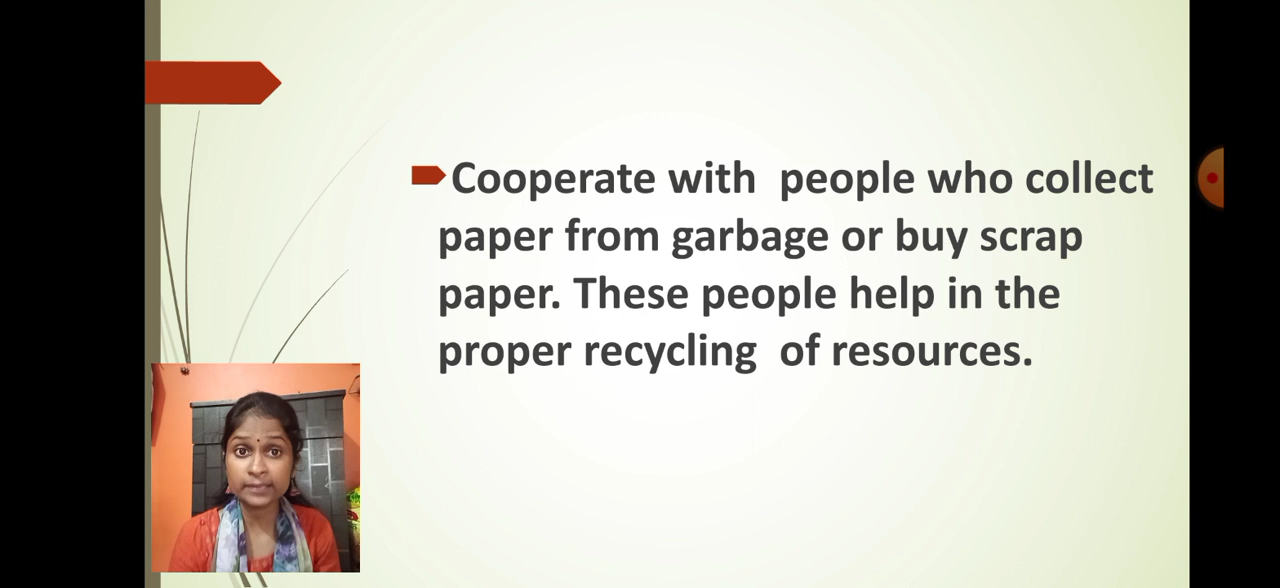 Cooperate with  people who collect
paper from garbage or buy scrap
paper. These people help in the
proper recycling  of resources.